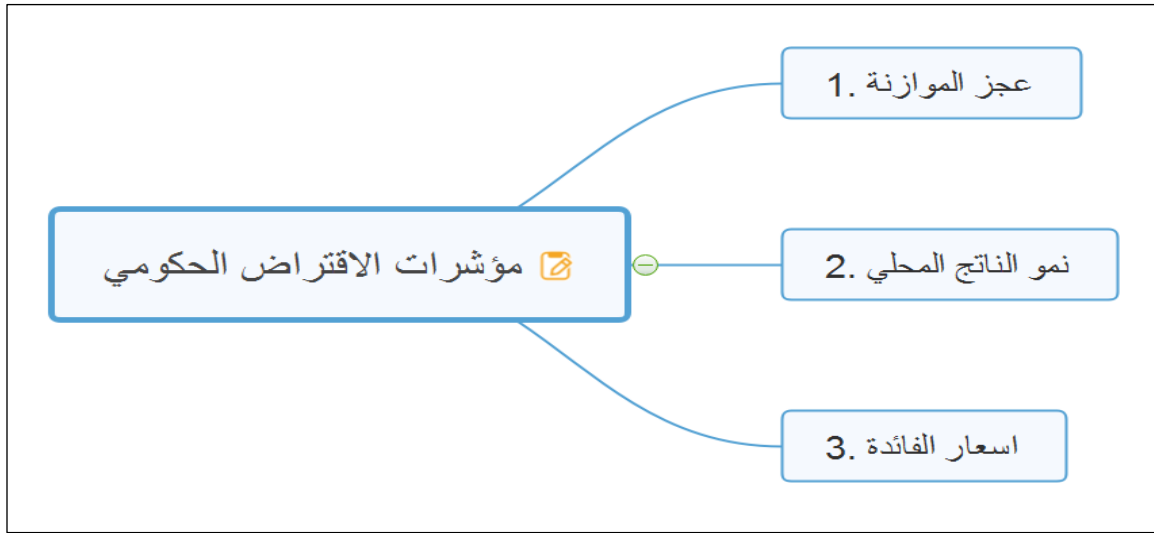 مؤشرات الاقتراض الحكومي
1. عجز الموازنة
2. نمو الناتج المحلي
3. اسعار الفائدة